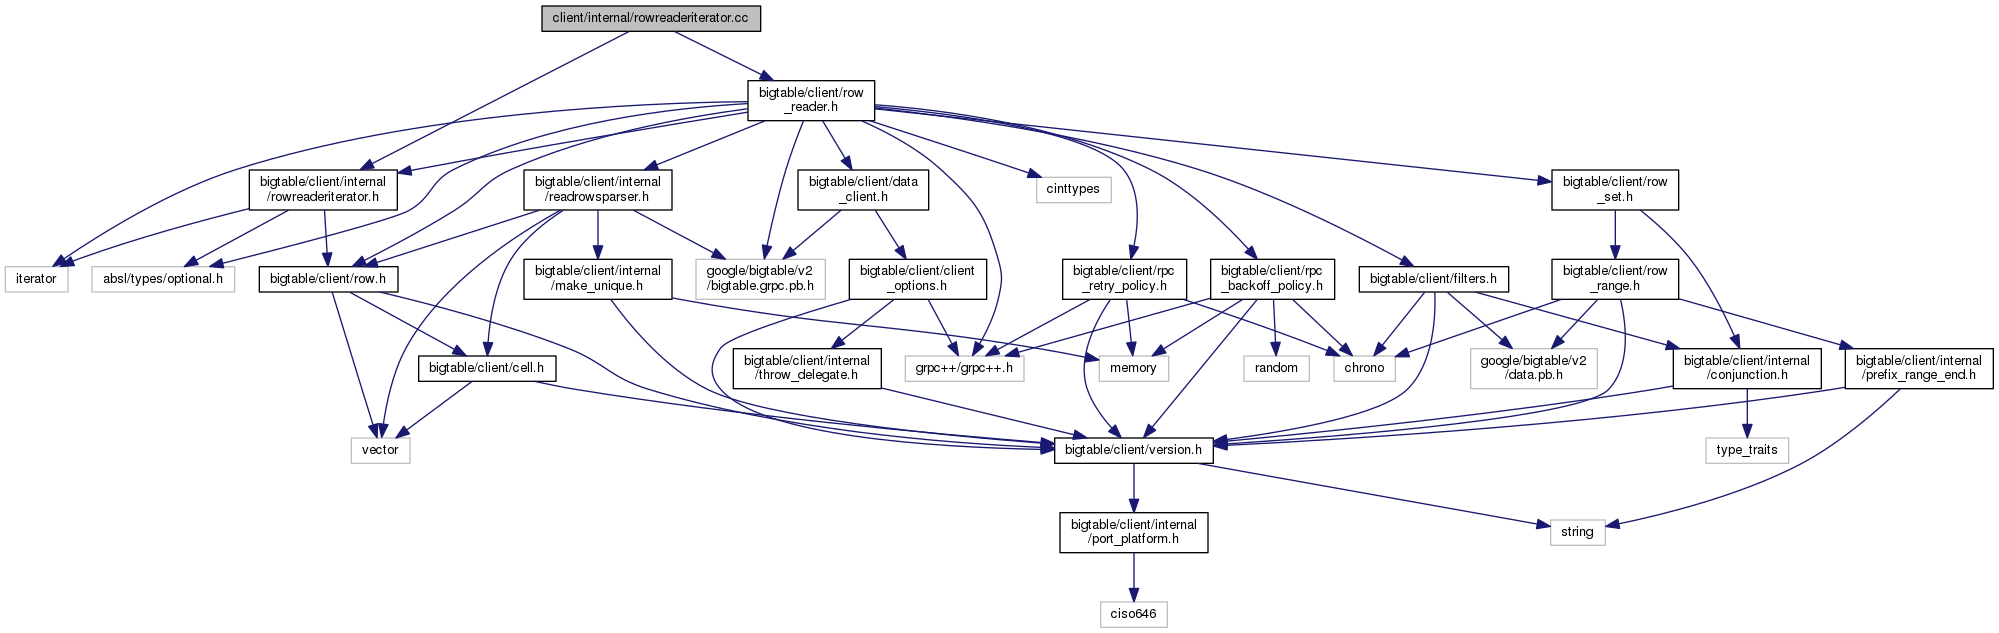 client/internal/rowreaderiterator.cc
bigtable/client/row
_reader.h
bigtable/client/internal
/rowreaderiterator.h
bigtable/client/internal
/readrowsparser.h
bigtable/client/data
_client.h
cinttypes
bigtable/client/row
_set.h
iterator
absl/types/optional.h
bigtable/client/row.h
bigtable/client/internal
/make_unique.h
google/bigtable/v2
/bigtable.grpc.pb.h
bigtable/client/client
_options.h
bigtable/client/rpc
_retry_policy.h
bigtable/client/rpc
_backoff_policy.h
bigtable/client/filters.h
bigtable/client/row
_range.h
bigtable/client/cell.h
bigtable/client/internal
/throw_delegate.h
grpc++/grpc++.h
memory
random
chrono
google/bigtable/v2
/data.pb.h
bigtable/client/internal
/conjunction.h
bigtable/client/internal
/prefix_range_end.h
vector
bigtable/client/version.h
type_traits
bigtable/client/internal
/port_platform.h
string
ciso646